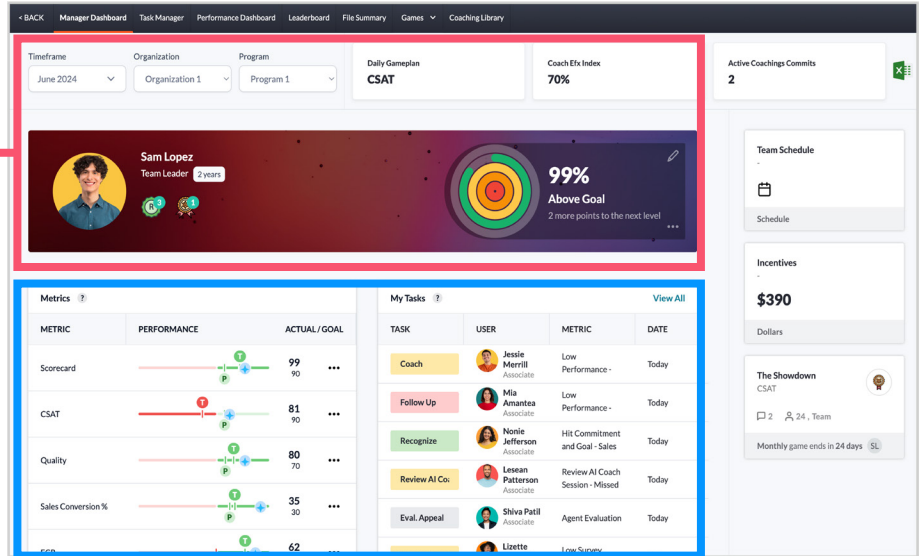 < BACK Manager Dashboard Task Manager Performance Dashboard Leaderboard File Summary Games Coaching Library
Timeframe Organization Program
June 2024 Organization 1 Program 1
Daily Gameplan
CSAT
Coach Efx Index
70%
Active Coachings Commits
2
Sam Lopez
Team Leader 2 years
R 3 1
99%
Above Goal
2 more points to the next level
Team Schedule
-
Schedule
Incentives
-
$390
Dollars
The Showdown
CSAT
2 24 , Team
Monthly game ends in 24 days SL
Metrics ?
METRIC PERFORMANCE ACTUAL / GOAL
Scorecard T P 99
90
CSAT T P 81
90
Quality T P 80
70
Sales Conversion % T P 35
30
T 62
My Tasks ? View All
TASK USER METRIC DATE
Coach Jessie Merrill Associate Low Performance - Today
Follow Up Mia Amantea Associate Low Performance - Today
Recognize Nonie Jefferson Associate Hit Commitment and Goal - Sales Today
Review AI Co: Lesean Patterson Associate Review AI Coach Session - Missed Today
Eval. Appeal Shiva Patil Associate Agent Evaluation Today
Lizette Low Survey